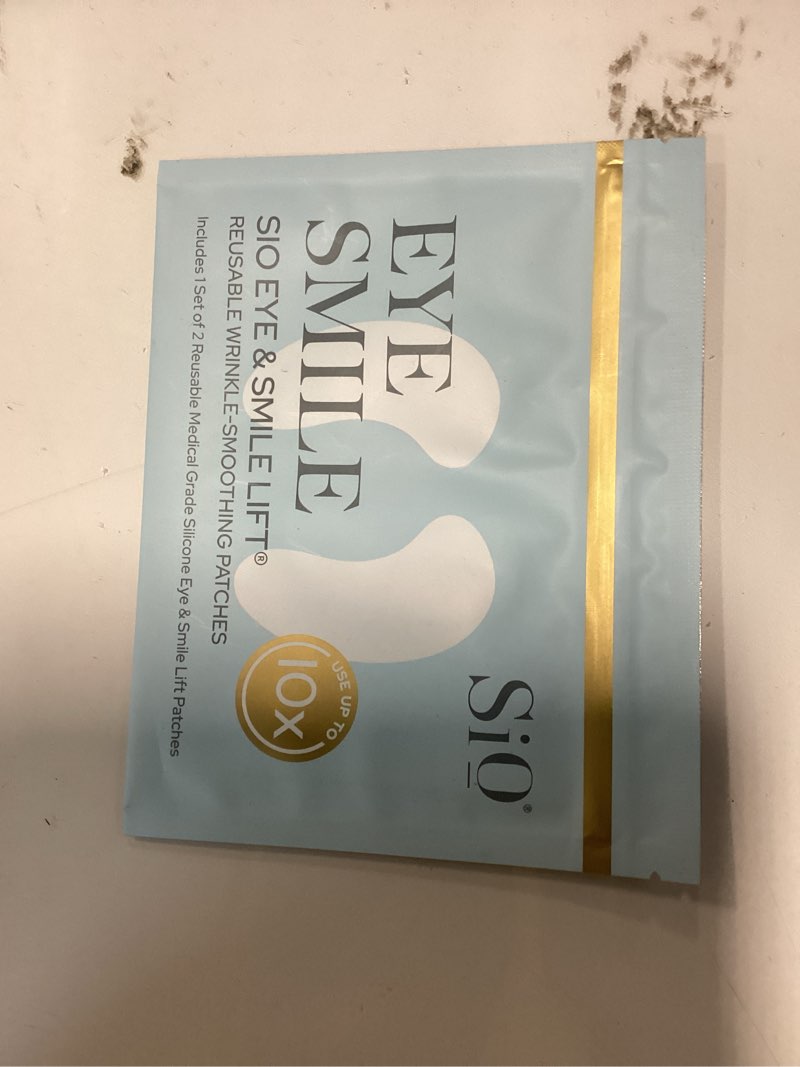 SiO®
EYE
SMILE
SIO EYE & SMILE LIFT®
REUSABLE WRINKLE-SMOOTHING PATCHES
Includes 1 Set of 2 Reusable Medical Grade Silicone Eye & Smile Lift Patches
USE UP TO
10x